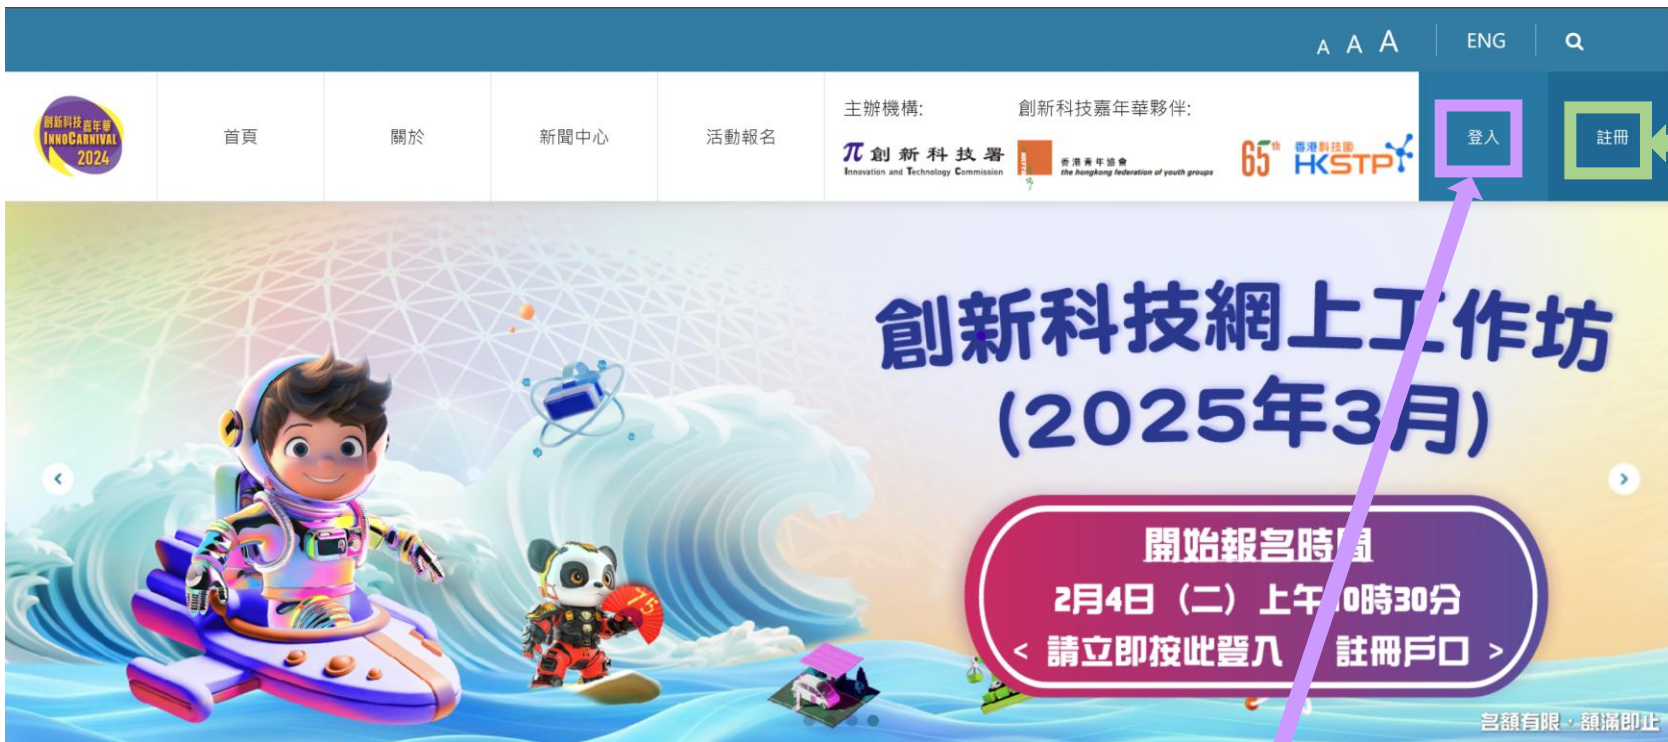 A A A ENG
創新科技嘉年華
INNOCARNIVAL
2024
首頁
關於
新聞中心
活動報名
主辦機構:
創新科技署
Innovation and Technology Commission
創新科技嘉年華夥伴:
香港青年協會
the hongkong federation of youth groups
65th
香港科技園
HKSTP
登入
註冊
創新科技網上工作坊
(2025年3月)
開始報名時間
2月4日（二）上午10時30分
< 請立即按此登入 註冊戶口 >
75
名額有限，額滿即止